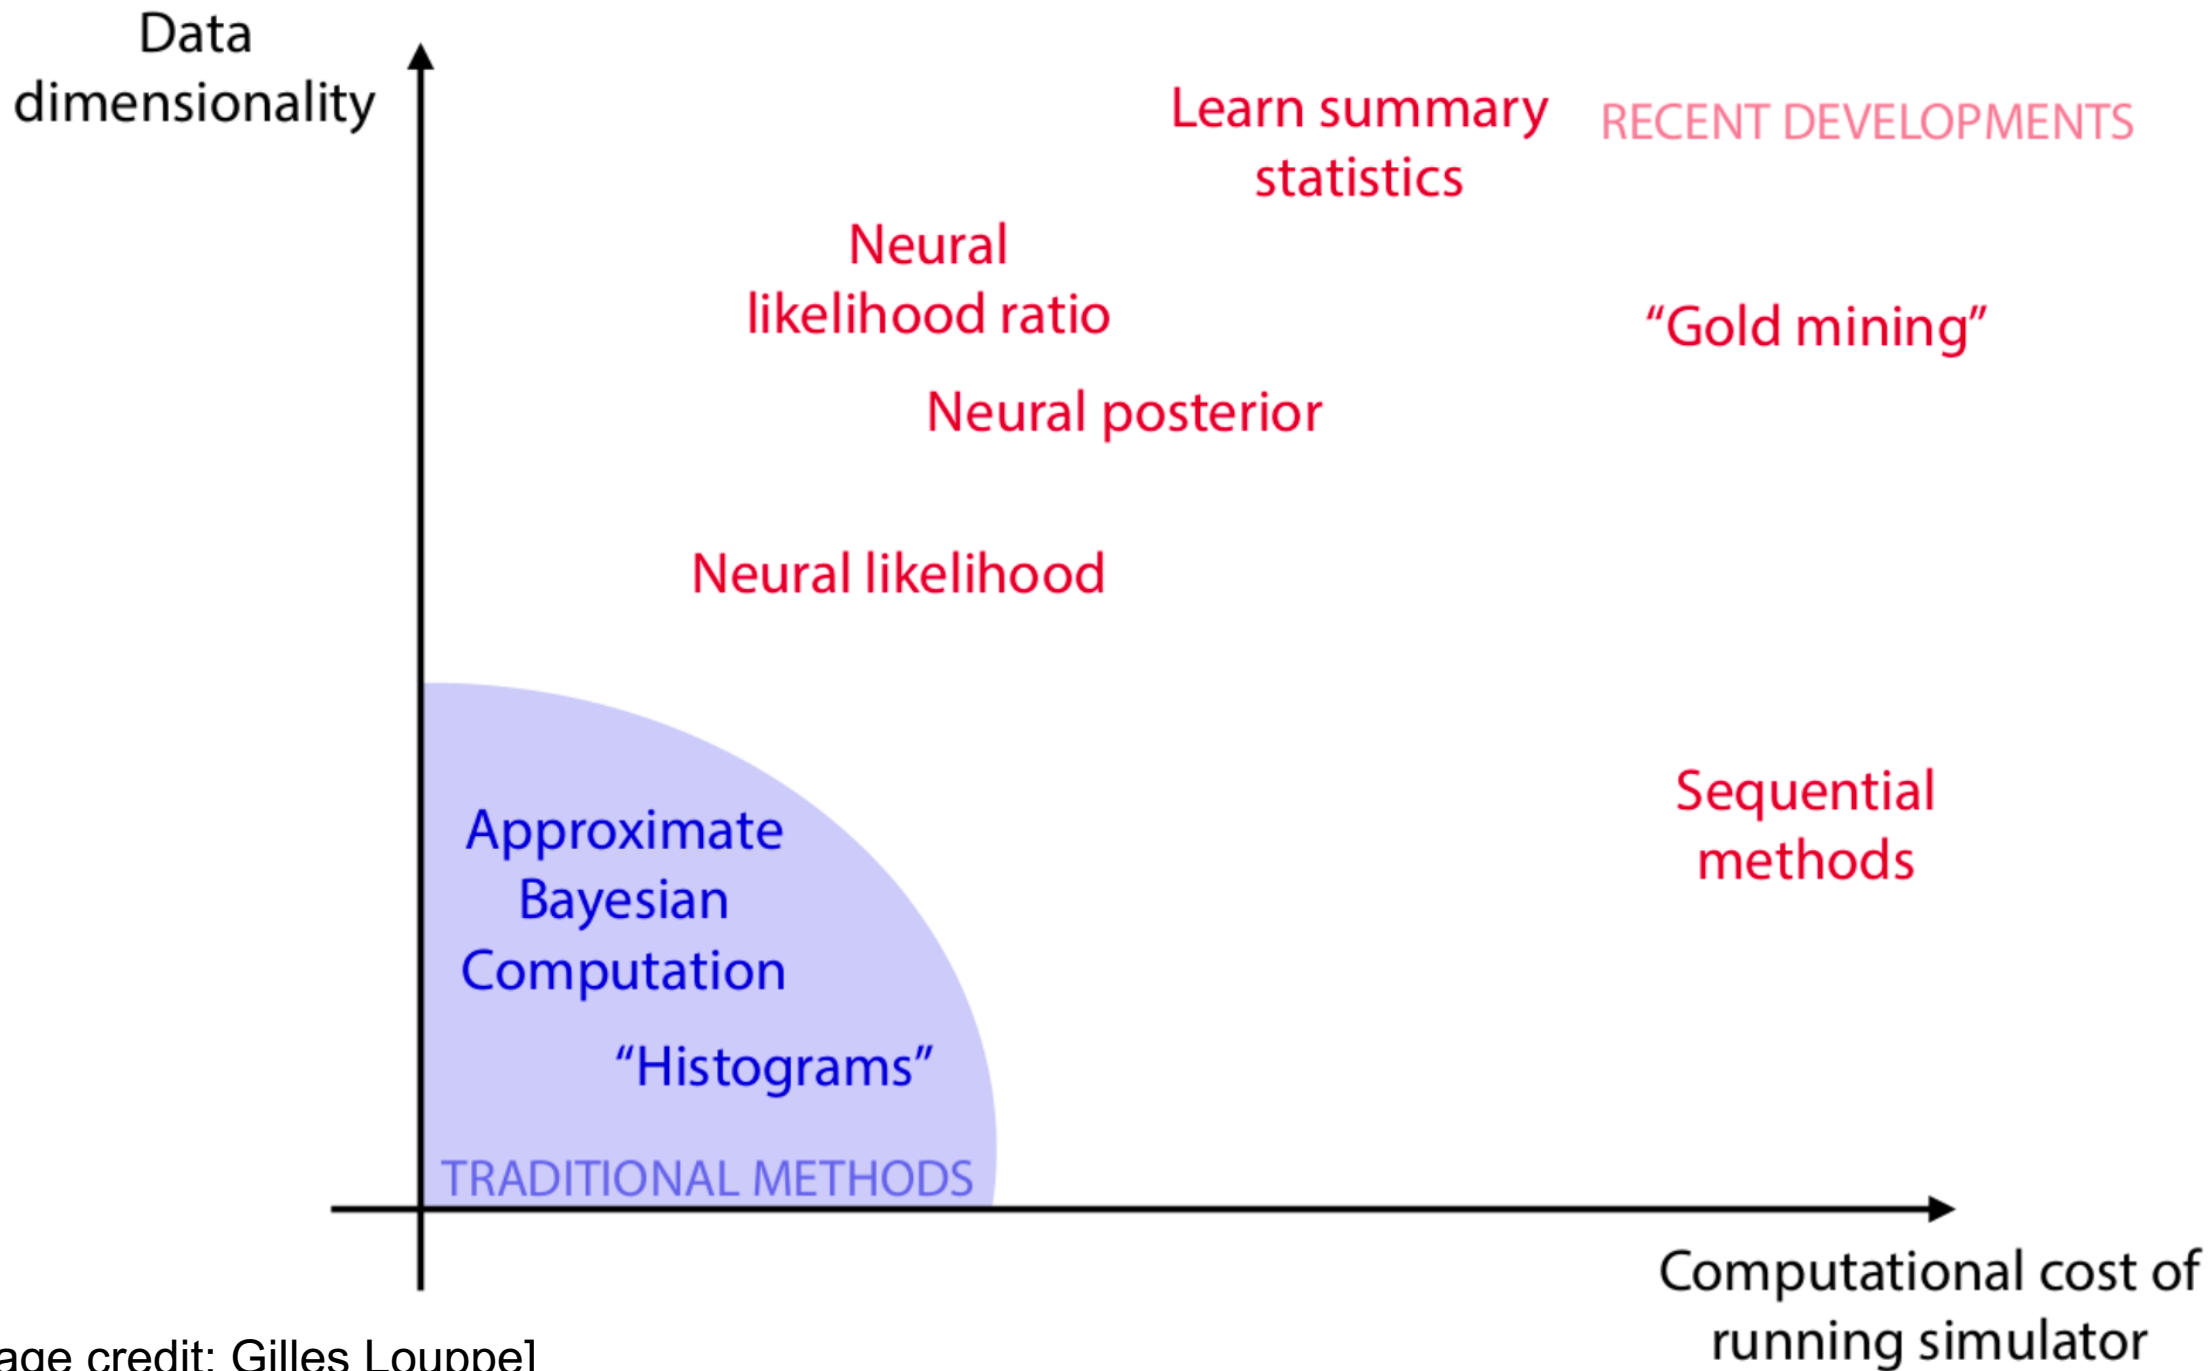 Data
dimensionality
Learn summary
statistics
RECENT DEVELOPMENTS
Neural
likelihood ratio
“Gold mining”
Neural posterior
Neural likelihood
Sequential
methods
Approximate
Bayesian
Computation
“Histograms”
TRADITIONAL METHODS
Computational cost of
running simulator
credit: Gilles Louppe]